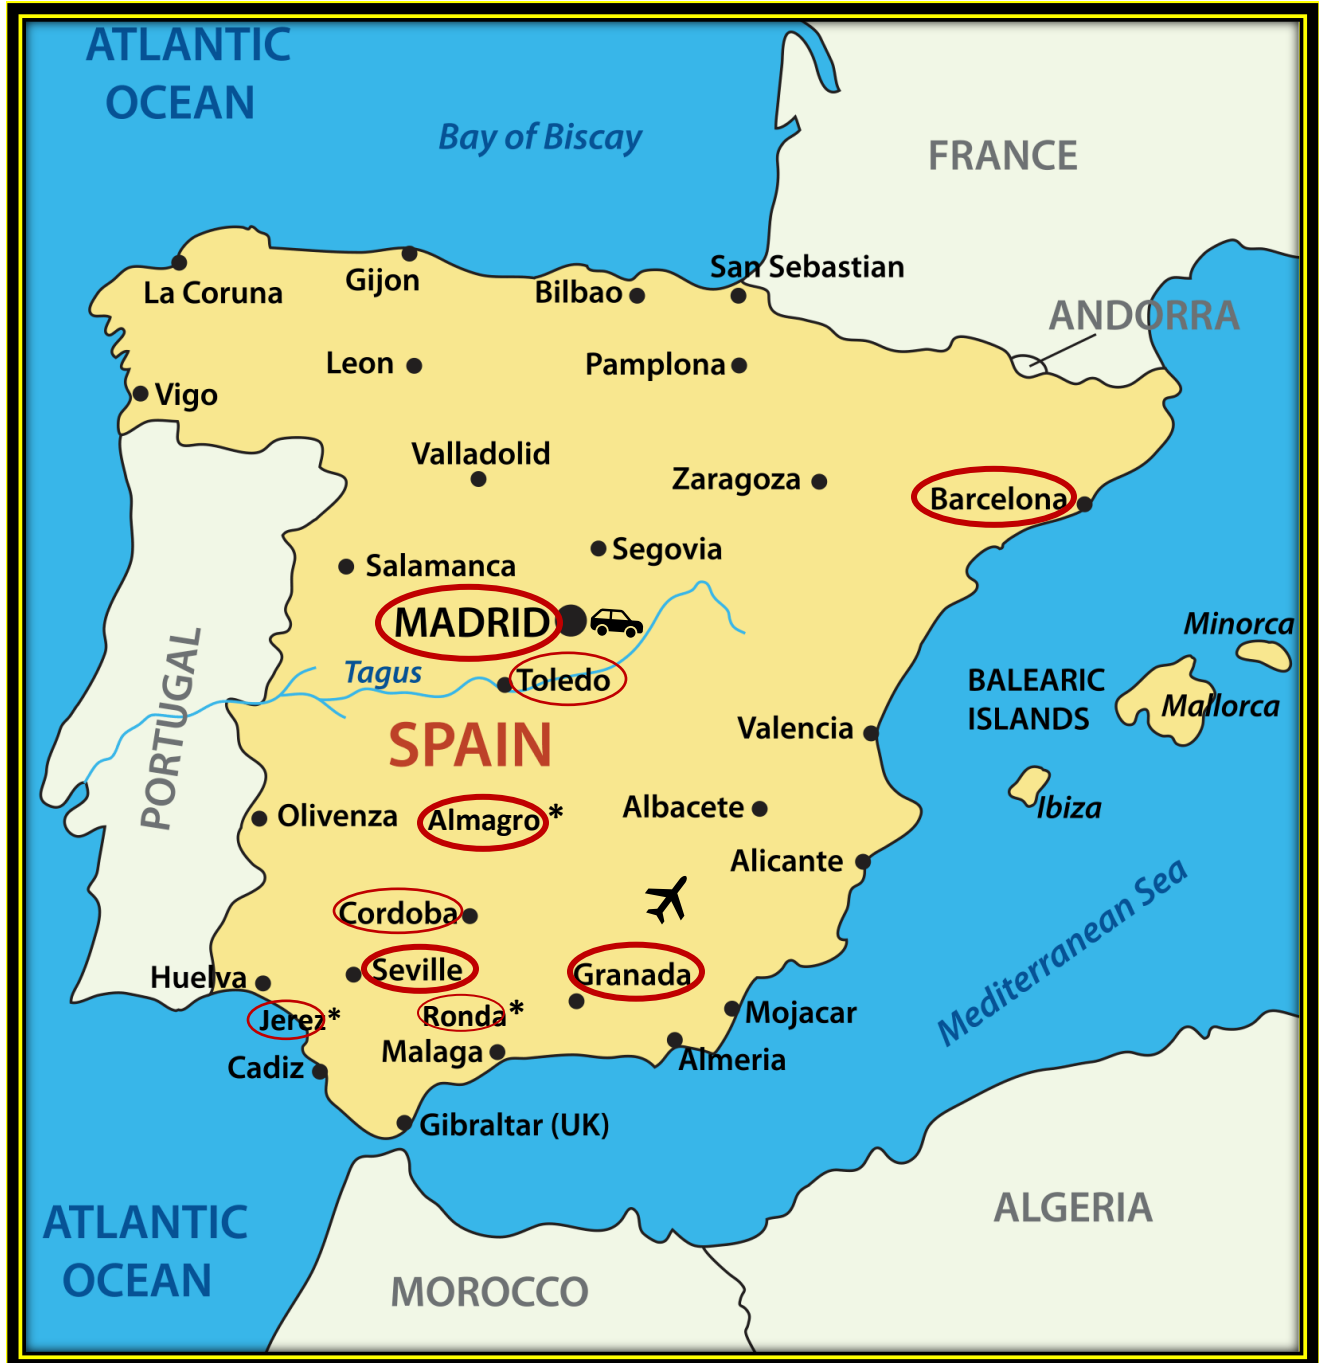 ATLANTIC
OCEAN
Bay of Biscay
FRANCE
San Sebastian
La Coruna
Gijon
Bilbao
ANDORRA
Leon
Pamplona
Vigo
Valladolid
Zaragoza
Barcelona
Segovia
Salamanca
MADRID
Minorca
Tagus
Toledo
BALEARIC
ISLANDS
Mallorca
PORTUGAL
SPAIN
Valencia
Olivenza
Almagro*
Albacete
Ibiza
Alicante
Cordoba
Mediterranean Sea
Huelva
Seville
Granada
Jerez*
Ronda*
Mojacar
Cadiz
Malaga
Almeria
Gibraltar (UK)
ATLANTIC
OCEAN
ALGERIA
MOROCCO